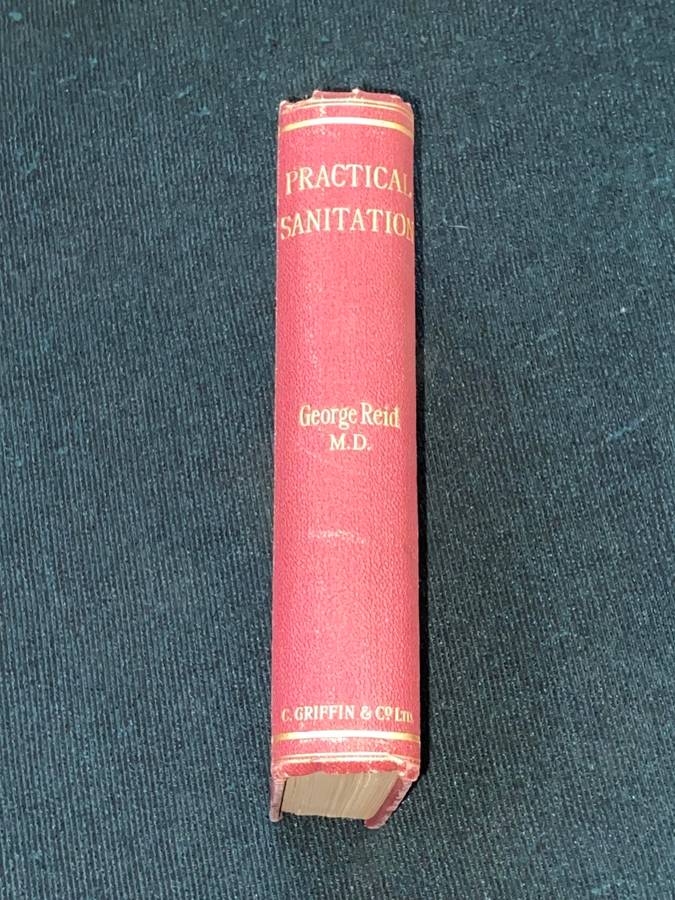 PRACTICAL
SANITATION
George Reid
M.D.
C. GRIFFIN & Cº LTD.